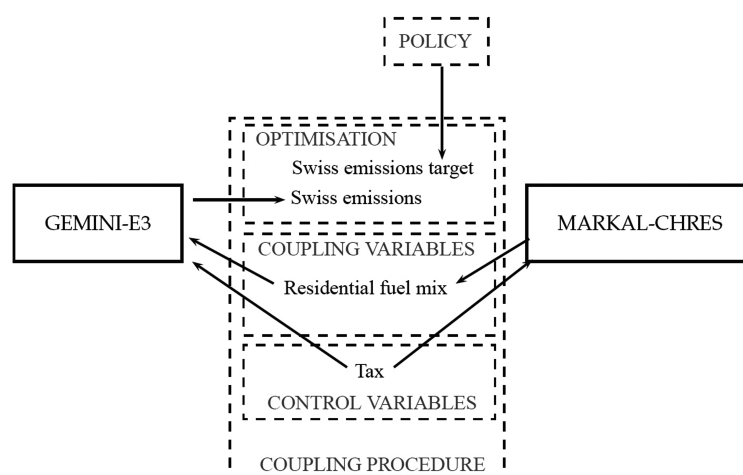 POLICY
OPTIMISATION
Swiss emissions target
Swiss emissions
GEMINI-E3
MARKAL-CHRES
COUPLING VARIABLES
Residential fuel mix
Tax
CONTROL VARIABLES
COUPLING PROCEDURE